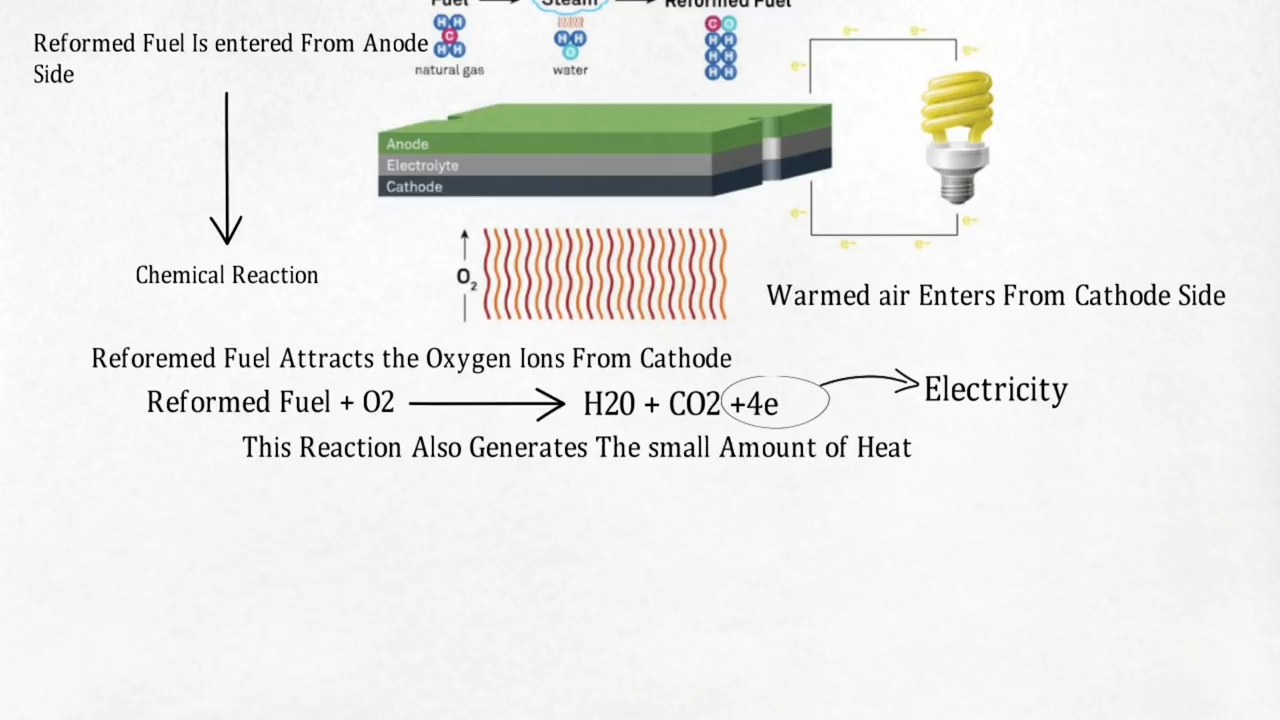 Fuel Steam Reformed Fuel
H H
C
H H
natural gas
H H
O
water
C O
H H
H H
H H
Reformed Fuel Is entered From Anode
Side
Anode
Electrolyte
Cathode
e- e-
e- e-
e- e-
e- e-
O2
Chemical Reaction
Warmed air Enters From Cathode Side
Reforemed Fuel Attracts the Oxygen Ions From Cathode
Reformed Fuel + O2 H20 + CO2 +4e Electricity
This Reaction Also Generates The small Amount of Heat